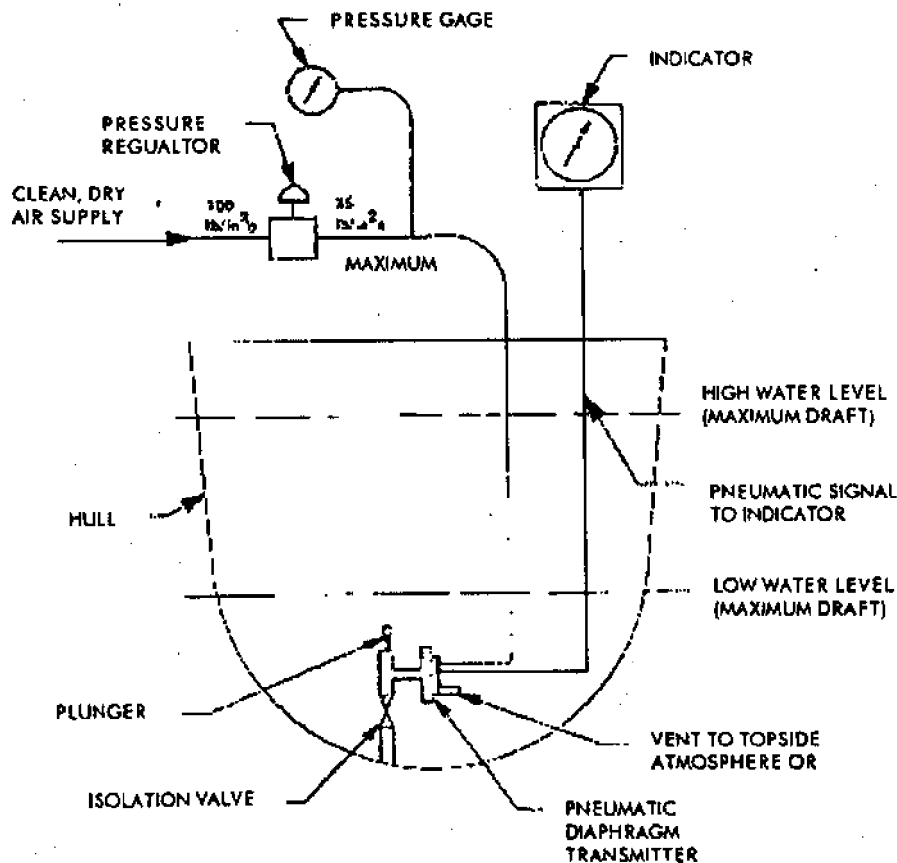 PRESSURE GAGE
INDICATOR
PRESSURE
REGUALTOR
CLEAN, DRY
AIR SUPPLY
MAXIMUM
HIGH WATER LEVEL
(MAXIMUM DRAFT)
PNEUMATIC SIGNAL
TO INDICATOR
HULL
LOW WATER LEVEL
(MAXIMUM DRAFT)
PLUNGER
VENT TO TOPSIDE
ATMOSPHERE OR
ISOLATION VALVE
PNEUMATIC
DIAPHRAGM
TRANSMITTER